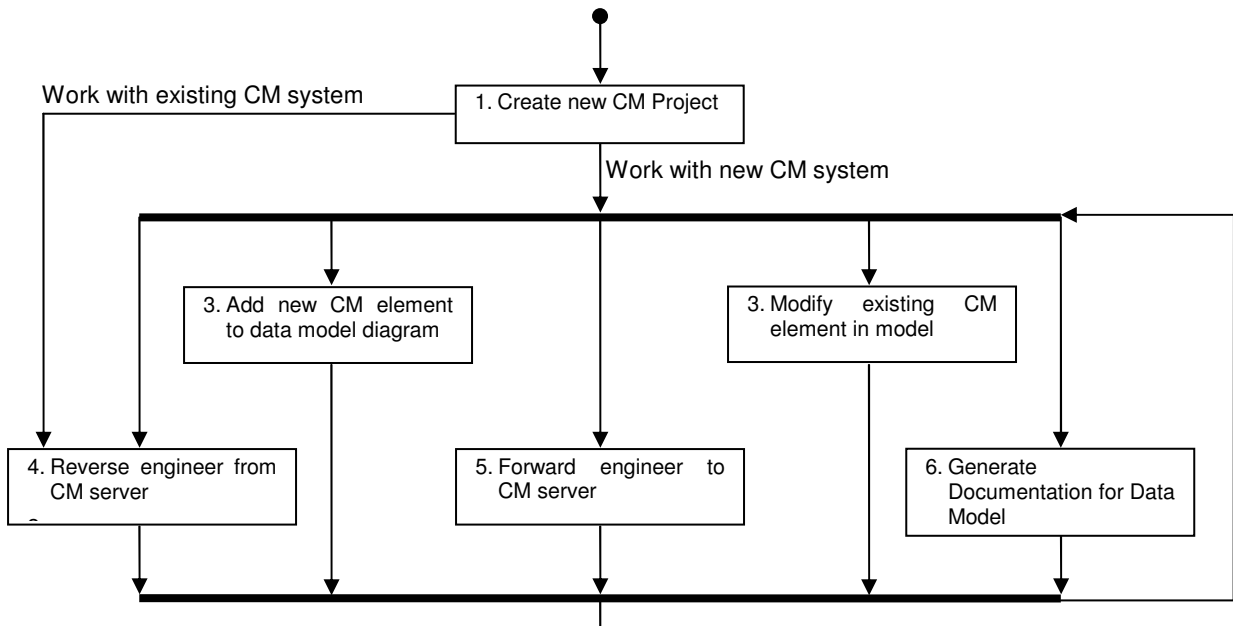 Work with existing CM system
1. Create new CM Project
Work with new CM system
3. Add new CM element
to data model diagram
3. Modify existing CM
element in model
4. Reverse engineer from
CM server
5. Forward engineer to
CM server
6. Generate
Documentation for Data
Model